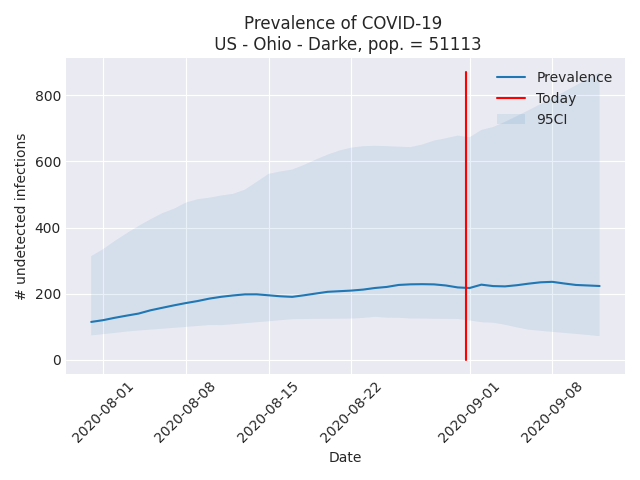 Prevalence of COVID-19
US - Ohio - Darke, pop. = 51113
Prevalence
Today
95CI
800
600
400
200
0
# undetected infections
2020-08-01
2020-08-08
2020-08-15
2020-08-22
2020-09-01
2020-09-08
Date